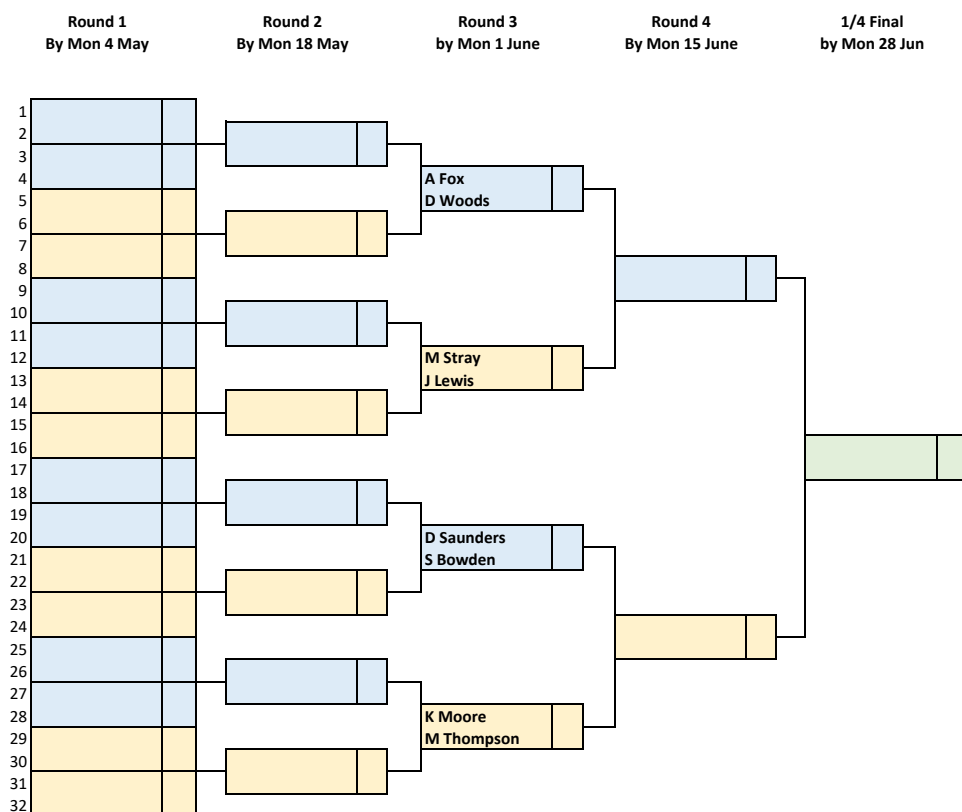 Round 1
By Mon 4 May
Round 2
By Mon 18 May
Round 3
by Mon 1 June
Round 4
By Mon 15 June
1/4 Final
by Mon 28 Jun
1
2
3
4
5
6
7
8
9
10
11
12
13
14
15
16
17
18
19
20
21
22
23
24
25
26
27
28
29
30
31
32
A Fox
D Woods
M Stray
J Lewis
D Saunders
S Bowden
K Moore
M Thompson